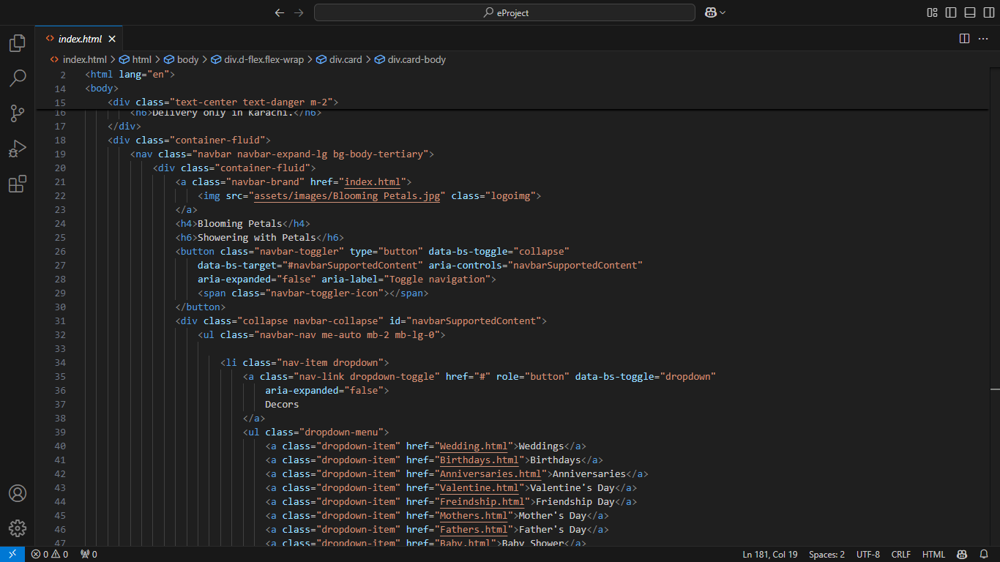 eProject
index.html
index.html > html > body > div.d-flex.flex-wrap > div.card > div.card-body
2 <html lang="en">
14 <body>
15 <div class="text-center text-danger m-2">
16 <h6>Delivery only in Karachi.</h6>
17 </div>
18 <div class="container-fluid">
19 <nav class="navbar navbar-expand-lg bg-body-tertiary">
20 <div class="container-fluid">
21 <a class="navbar-brand" href="index.html">
22 <img src="assets/images/Blooming Petals.jpg" class="logoimg">
23 </a>
24 <h4>Blooming Petals</h4>
25 <h6>Showering with Petals</h6>
26 <button class="navbar-toggler" type="button" data-bs-toggle="collapse"
27 data-bs-target="#navbarSupportedContent" aria-controls="navbarSupportedContent"
28 aria-expanded="false" aria-label="Toggle navigation">
29 <span class="navbar-toggler-icon"></span>
30 </button>
31 <div class="collapse navbar-collapse" id="navbarSupportedContent">
32 <ul class="navbar-nav me-auto mb-2 mb-lg-0">
33
34 <li class="nav-item dropdown">
35 <a class="nav-link dropdown-toggle" href="#" role="button" data-bs-toggle="dropdown"
36 aria-expanded="false">
37 Decors
38 </a>
39 <ul class="dropdown-menu">
40 <a class="dropdown-item" href="Wedding.html">Weddings</a>
41 <a class="dropdown-item" href="Birthdays.html">Birthdays</a>
42 <a class="dropdown-item" href="Anniversaries.html">Anniversaries</a>
43 <a class="dropdown-item" href="Valentine.html">Valentine's Day</a>
44 <a class="dropdown-item" href="Freindship.html">Friendship Day</a>
45 <a class="dropdown-item" href="Mothers.html">Mother's Day</a>
46 <a class="dropdown-item" href="Fathers.html">Father's Day</a>
47 <a class="dropdown-item" href="Baby.html">Baby Shower</a>
0 0 0 Ln 181, Col 19 Spaces: 2 UTF-8 CRLF HTML